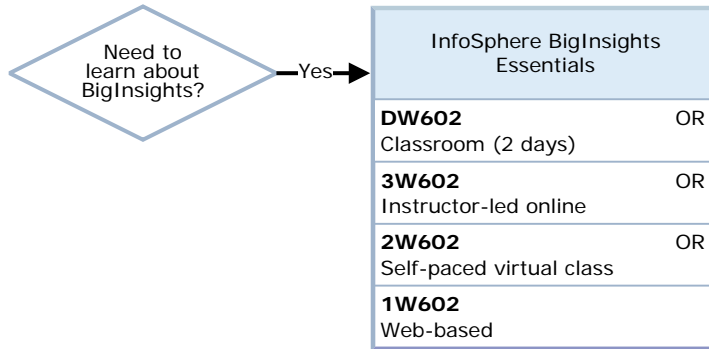 Need to
learn about
BigInsights?
Yes
InfoSphere BigInsights
Essentials
DW602 OR
Classroom (2 days)
3W602 OR
Instructor-led online
2W602 OR
Self-paced virtual class
1W602
Web-based